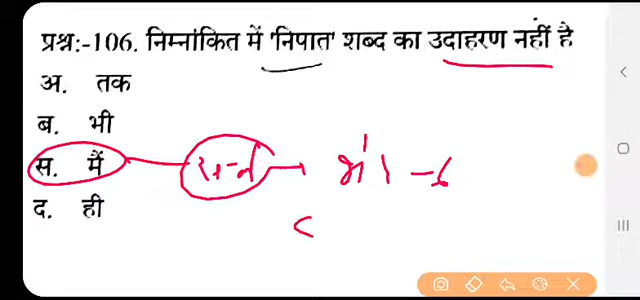 प्रश्न:-106. निम्नांकित में 'निपात' शब्द का उदाहरण नहीं है
अ. तक
ब. भी
स. मैं
द. ही